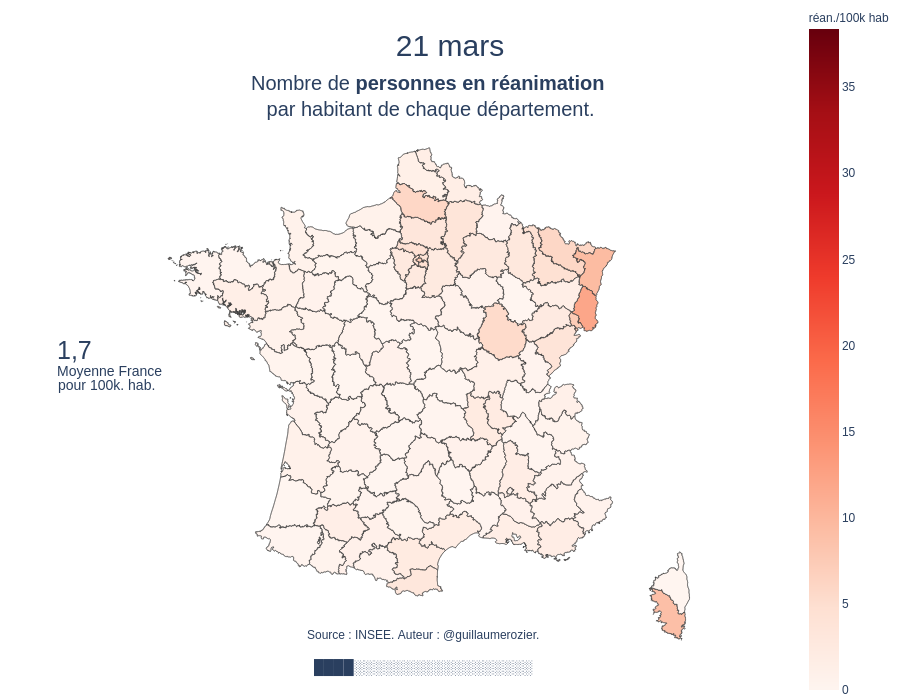 réan./100k hab
21 mars
Nombre de personnes en réanimation
par habitant de chaque département.
35
30
25
20
15
10
5
0
1,7
Moyenne France
pour 100k. hab.
Source : INSEE. Auteur : @guillaumerozier.